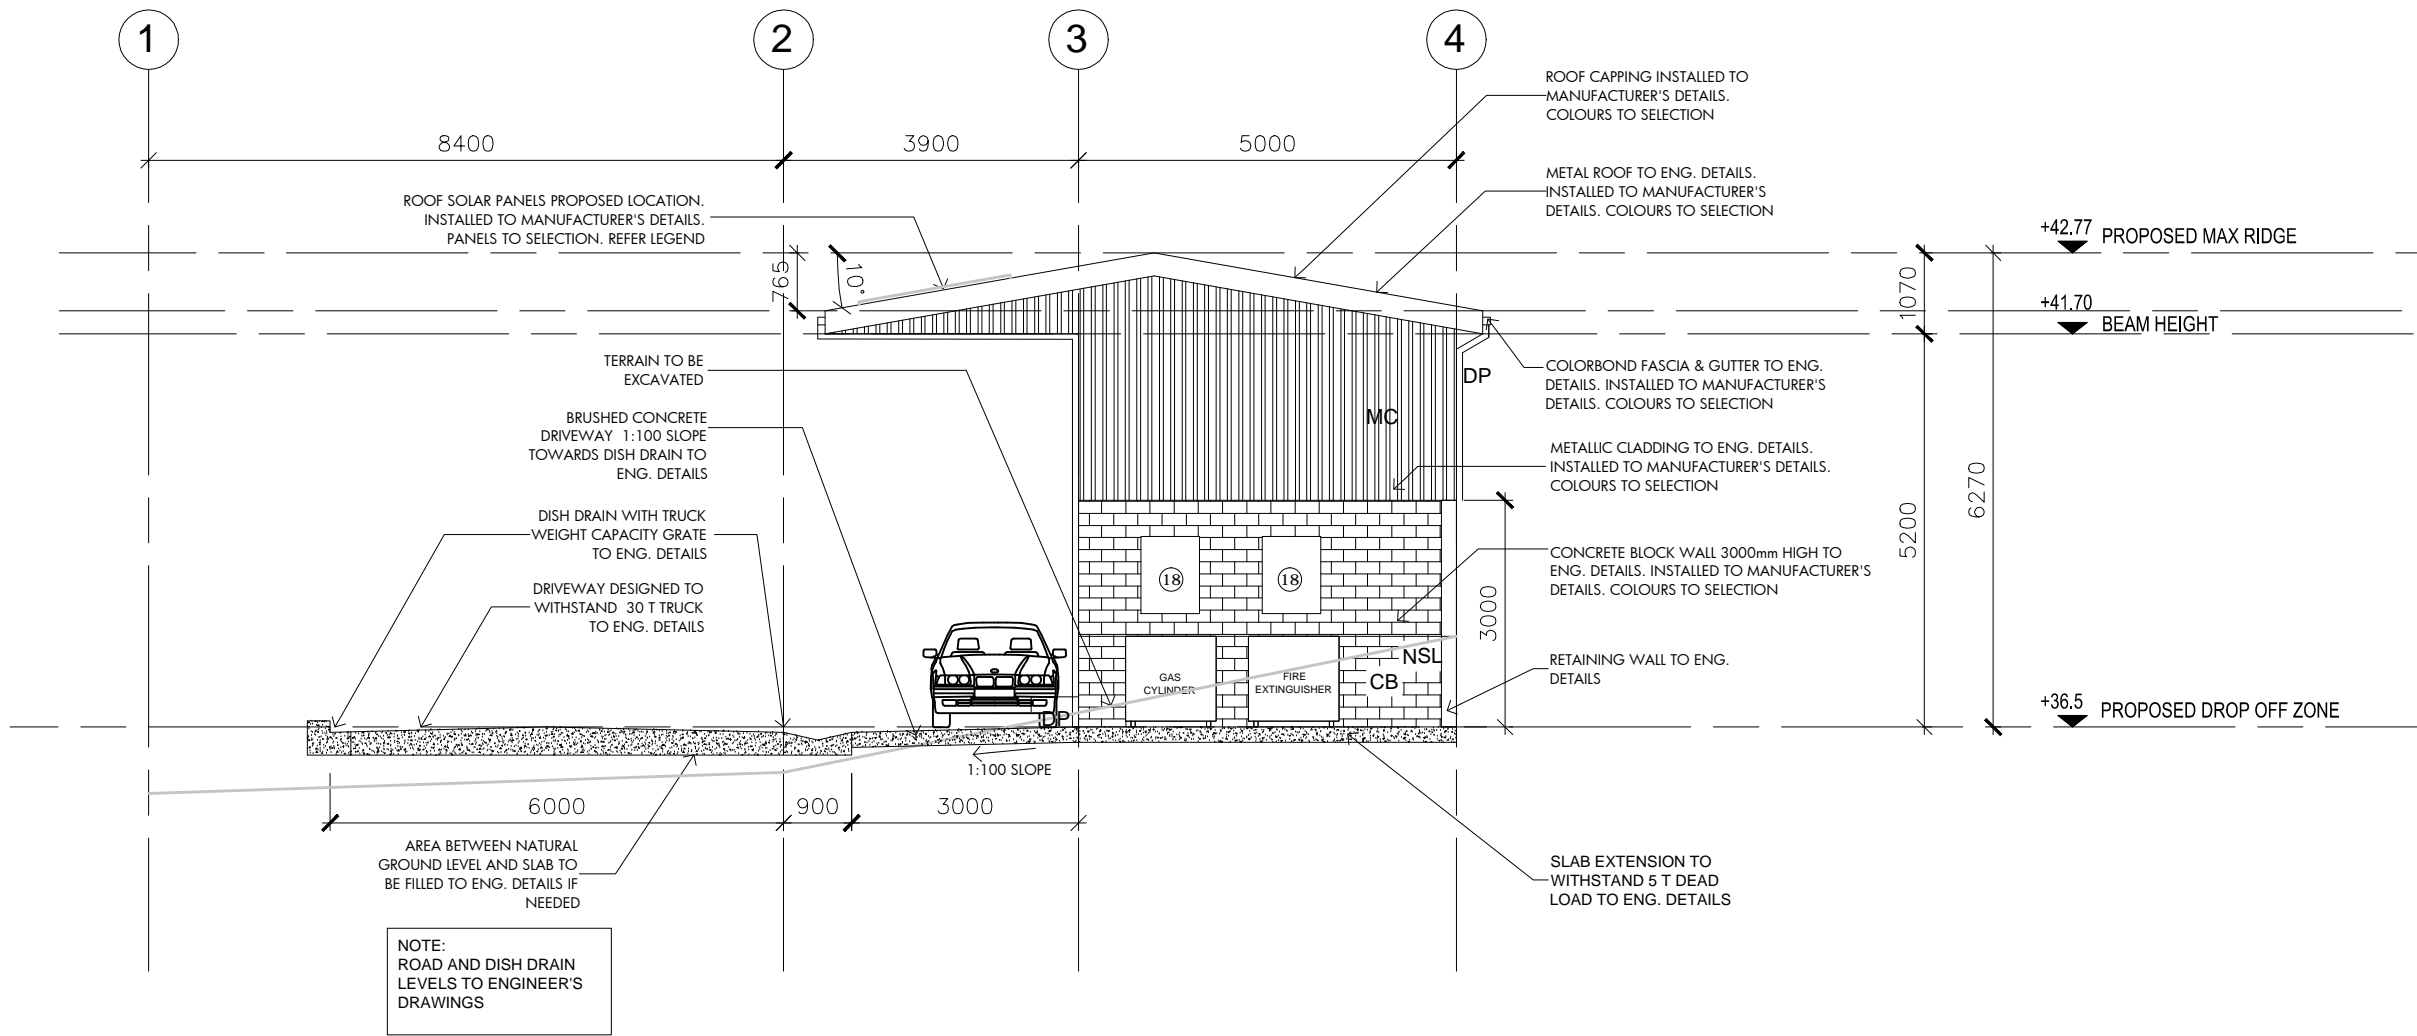 1
2
3
4
8400
3900
5000
ROOF CAPPING INSTALLED TO
MANUFACTURER'S DETAILS.
COLOURS TO SELECTION
METAL ROOF TO ENG. DETAILS.
INSTALLED TO MANUFACTURER'S
DETAILS. COLOURS TO SELECTION
ROOF SOLAR PANELS PROPOSED LOCATION.
INSTALLED TO MANUFACTURER'S DETAILS.
PANELS TO SELECTION. REFER LEGEND
+42.77 PROPOSED MAX RIDGE
765
10°
1070
+41.70
BEAM HEIGHT
TERRAIN TO BE
EXCAVATED
DP
COLORBOND FASCIA & GUTTER TO ENG.
DETAILS. INSTALLED TO MANUFACTURER'S
DETAILS. COLOURS TO SELECTION
BRUSHED CONCRETE
DRIVEWAY 1:100 SLOPE
TOWARDS DISH DRAIN TO
ENG. DETAILS
MC
METALLIC CLADDING TO ENG. DETAILS.
INSTALLED TO MANUFACTURER'S DETAILS.
COLOURS TO SELECTION
6270
5200
DISH DRAIN WITH TRUCK
WEIGHT CAPACITY GRATE
TO ENG. DETAILS
CONCRETE BLOCK WALL 3000mm HIGH TO
ENG. DETAILS. INSTALLED TO MANUFACTURER'S
DETAILS. COLOURS TO SELECTION
18
18
3000
DRIVEWAY DESIGNED TO
WITHSTAND 30 T TRUCK
TO ENG. DETAILS
NSL
CB
GAS
CYLINDER
FIRE
EXTINGUISHER
RETAINING WALL TO ENG.
DETAILS
DP
+36.5
PROPOSED DROP OFF ZONE
1:100 SLOPE
6000
900
3000
AREA BETWEEN NATURAL
GROUND LEVEL AND SLAB TO
BE FILLED TO ENG. DETAILS IF
NEEDED
SLAB EXTENSION TO
WITHSTAND 5 T DEAD
LOAD TO ENG. DETAILS
NOTE:
ROAD AND DISH DRAIN
LEVELS TO ENGINEER'S
DRAWINGS